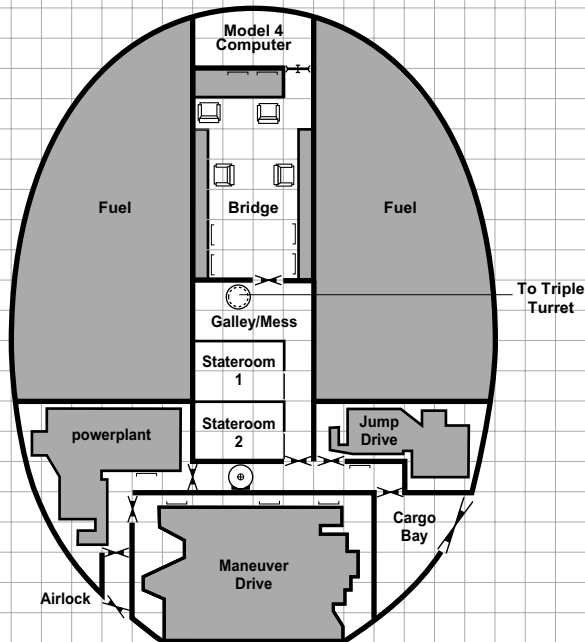 Model 4
Computer
Fuel
Bridge
Fuel
To Triple
Turret
Galley/Mess
Stateroom
1
Stateroom
2
powerplant
Jump
Drive
Cargo
Bay
Maneuver
Drive
Airlock